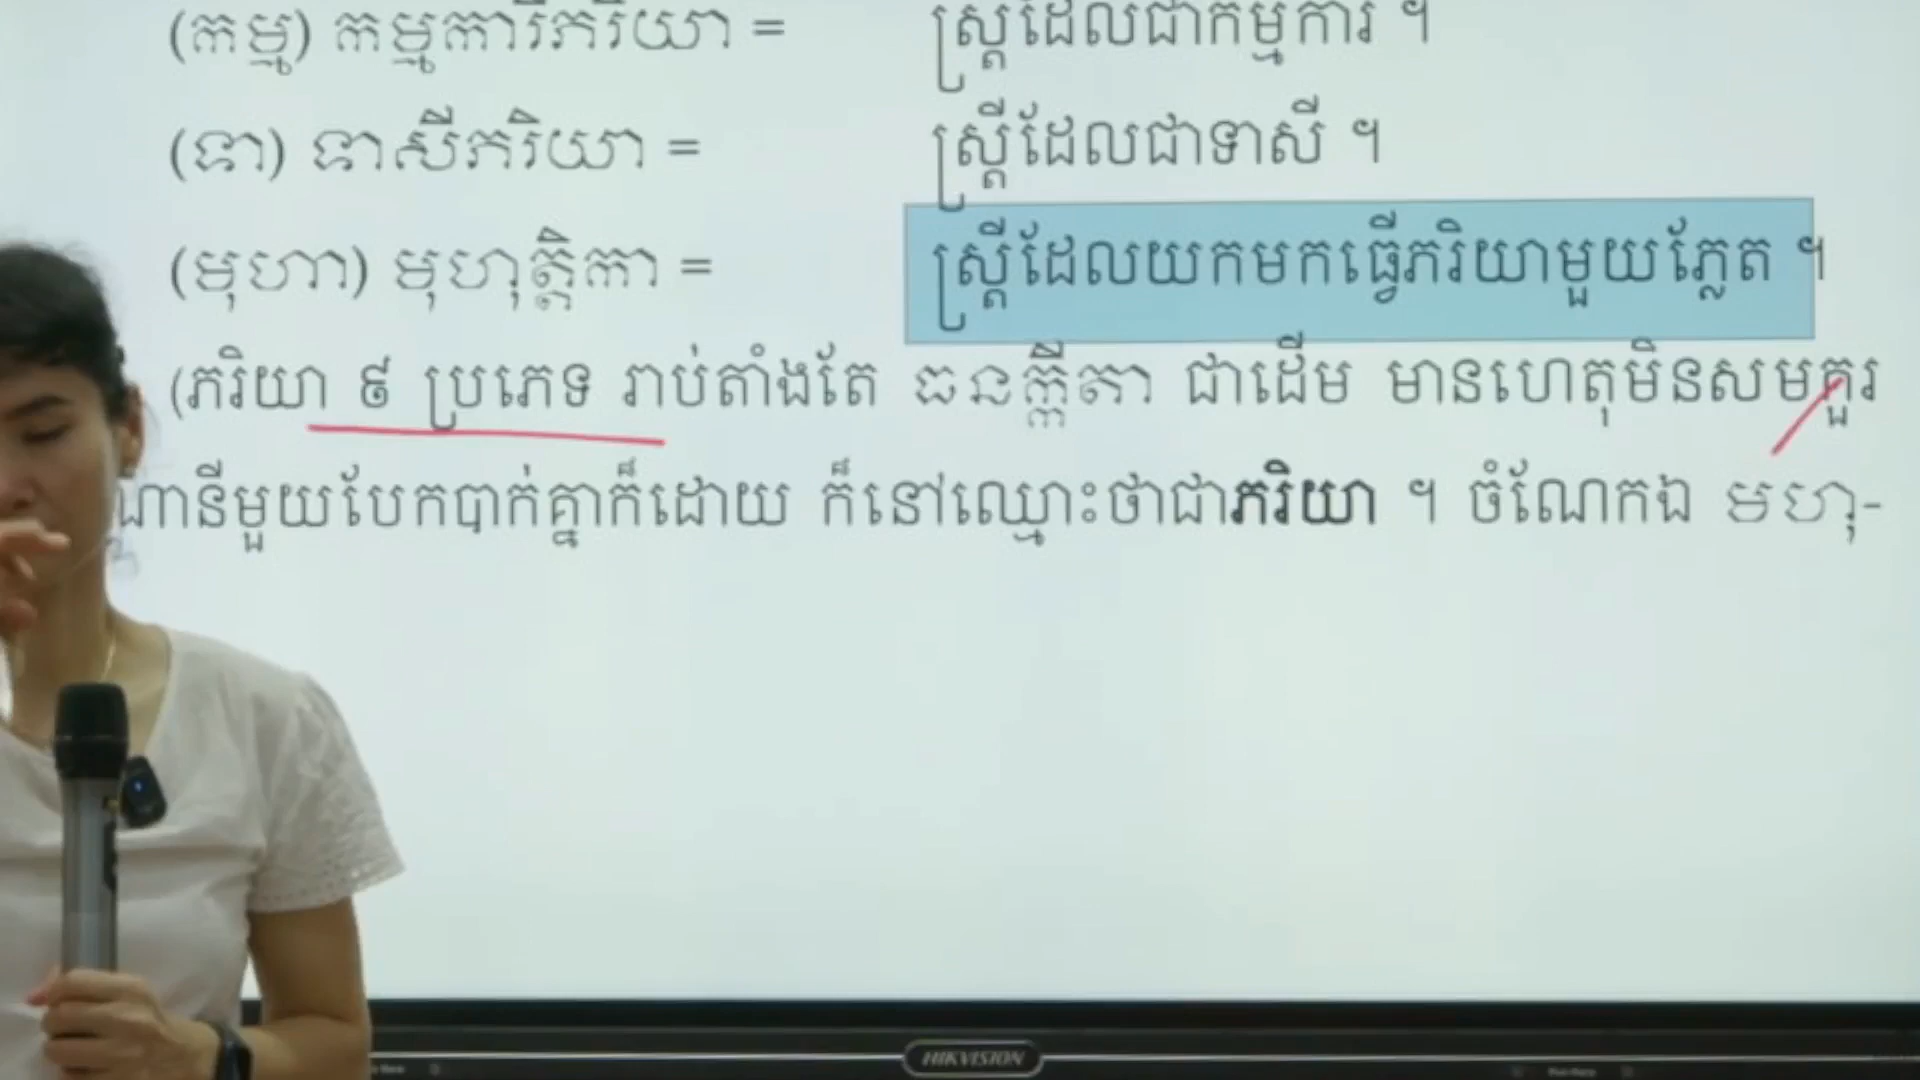 (កម្ម) កម្មការីភរិយា = ស្ត្រីដែលជាកម្មការ ។
(ទា) ទាសីភរិយា = ស្ត្រីដែលជាទាសី ។
(មុហា) មុហុត្តិកា = ស្ត្រីដែលយកមកធ្វើភរិយាមួយភ្លែត ។
(ភរិយា ៩ ប្រភេទ រាប់តាំងតែ ធនក្កីតា ជាដើម មានហេតុមិនសមគួរ
ណានីមួយបែកបាក់គ្នាក៏ដោយ ក៏នៅឈ្មោះថាជាភរិយា ។ ចំណែកឯ មហុ-
HIKVISION